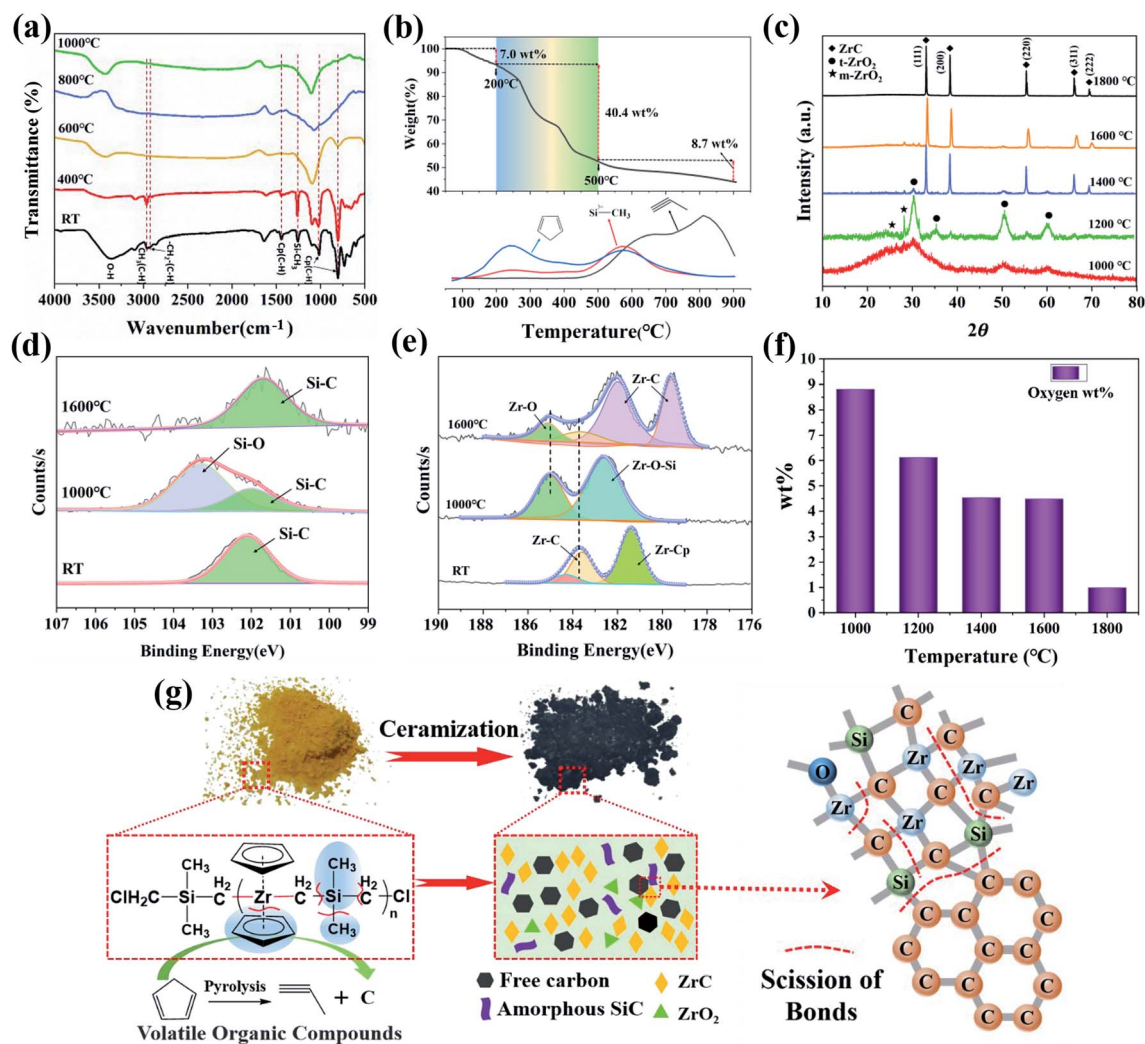 (a)
1000℃
800℃
600℃
400℃
RT
O-H
CH3(C-H)
-CH2-(C-H)
Cp(C-H)
Si-CH3
Cp(C-H)
Transmittance (%)
4000 3500 3000 2500 2000 1500 1000 500
Wavenumber(cm-1)
(b)
100
90
80
70
60
50
40
Weight(%)
7.0 wt%
200℃
40.4 wt%
8.7 wt%
500℃
Si—CH3
100 200 300 400 500 600 700 800 900
Temperature(℃)
(c)
◆ ZrC
● t-ZrO2
★ m-ZrO2
(111)
(200)
(220)
(311)
(222)
1800 ℃
1600 ℃
1400 ℃
1200 ℃
1000 ℃
Intensity (a.u.)
10 20 30 40 50 60 70 80
2θ
(d)
1600℃
Si-C
Si-O
1000℃
Si-C
Si-C
RT
Counts/s
107 106 105 104 103 102 101 100 99
Binding Energy(eV)
(e)
Zr-C
Zr-O
1600℃
Zr-O-Si
1000℃
Zr-C
Zr-Cp
RT
Counts/s
190 188 186 184 182 180 178 176
Binding Energy(eV)
(f)
Oxygen wt%
10
9
8
7
6
5
4
3
2
1
0
wt%
1000 1200 1400 1600 1800
Temperature (℃)
(g)
Ceramization
CH3 CH3
ClH2C—Si—C H2 Zr C H2 Si C H2 Cl
CH3 CH3
n
Pyrolysis
+ C
Volatile Organic Compounds
Free carbon ZrC
Amorphous SiC ZrO2
Scission of
Bonds
C
Si Zr C
O Zr Zr
C C C
Zr Zr
C C Si
Si C C
C C
C C C
C C C
C C C
C C